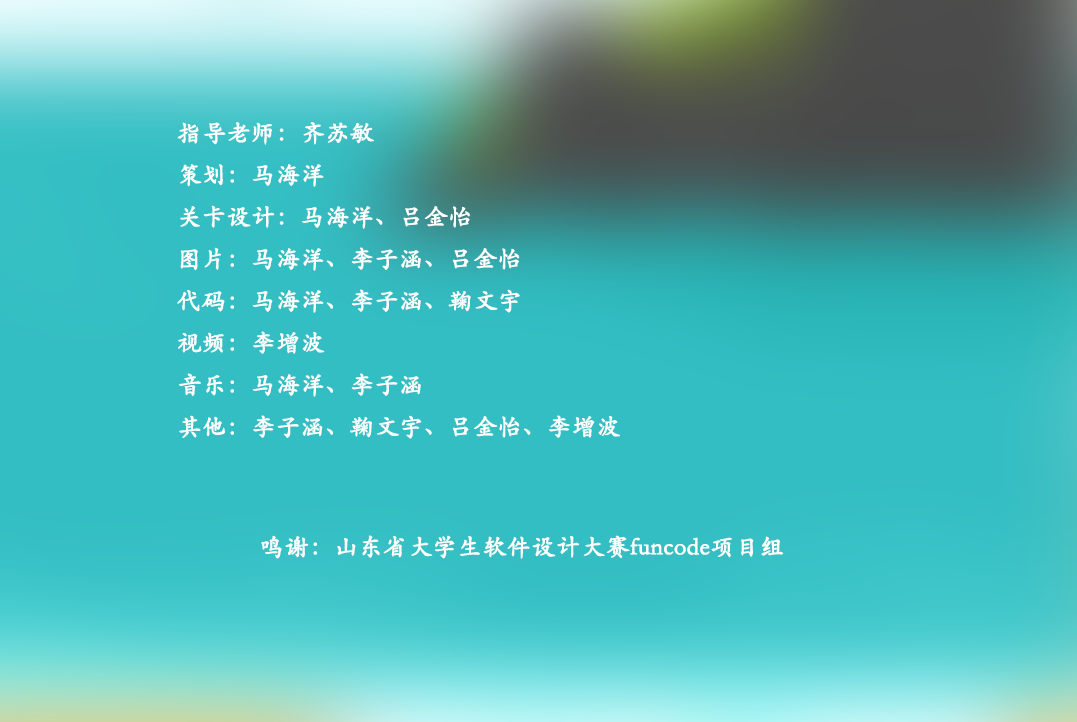 指导老师：齐苏敏
策划：马海洋
关卡设计：马海洋、吕金怡
图片：马海洋、李子涵、吕金怡
代码：马海洋、李子涵、鞠文宇
视频：李增波
音乐：马海洋、李子涵
其他：李子涵、鞠文宇、吕金怡、李增波
鸣谢：山东省大学生软件设计大赛funcode项目组